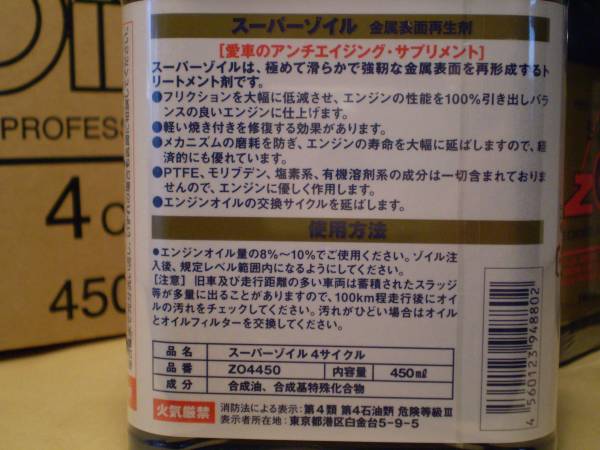 スーパーゾイル 金属表面再生剤
[愛車のアンチエイジング・サプリメント]
スーパーゾイルは、極めて滑らかで強靭な金属表面を再形成するト
リートメント剤です。
●フリクションを大幅に低減させ、エンジンの性能を100%引き出しバラ
ンスの良いエンジンに仕上げます。
●軽い焼き付きを修復する効果があります。
●メカニズムの磨耗を防ぎ、エンジンの寿命を大幅に延ばしますので、経
済的にも優れています。
●PTFE、モリブデン、塩素系、有機溶剤系の成分は一切含まれておりま
せんので、エンジンに優しく作用します。
●エンジンオイルの交換サイクルを延ばします。
使用方法
●エンジンオイル量の8%〜10%でご使用ください。ゾイル注
入後、規定レベル範囲内になるようにしてください。
【注意】 旧車及び走行距離の多い車両は蓄積されたスラッジ
等が多量に出ることがありますので、100km程走行後にオイ
ルの汚れをチェックしてください。汚れがひどい場合はオイル
とオイルフィルターを交換してください。
品名 スーパーゾイル 4サイクル
品番 ZO4450 内容量 450mℓ
成分 合成油、合成基特殊化合物
火気厳禁
消防法による表示:第4類 第4石油類 危険等級Ⅲ
表示者所在地:東京都港区白金台5-9-5
4 560123 948802
PROFESS
4 c
450